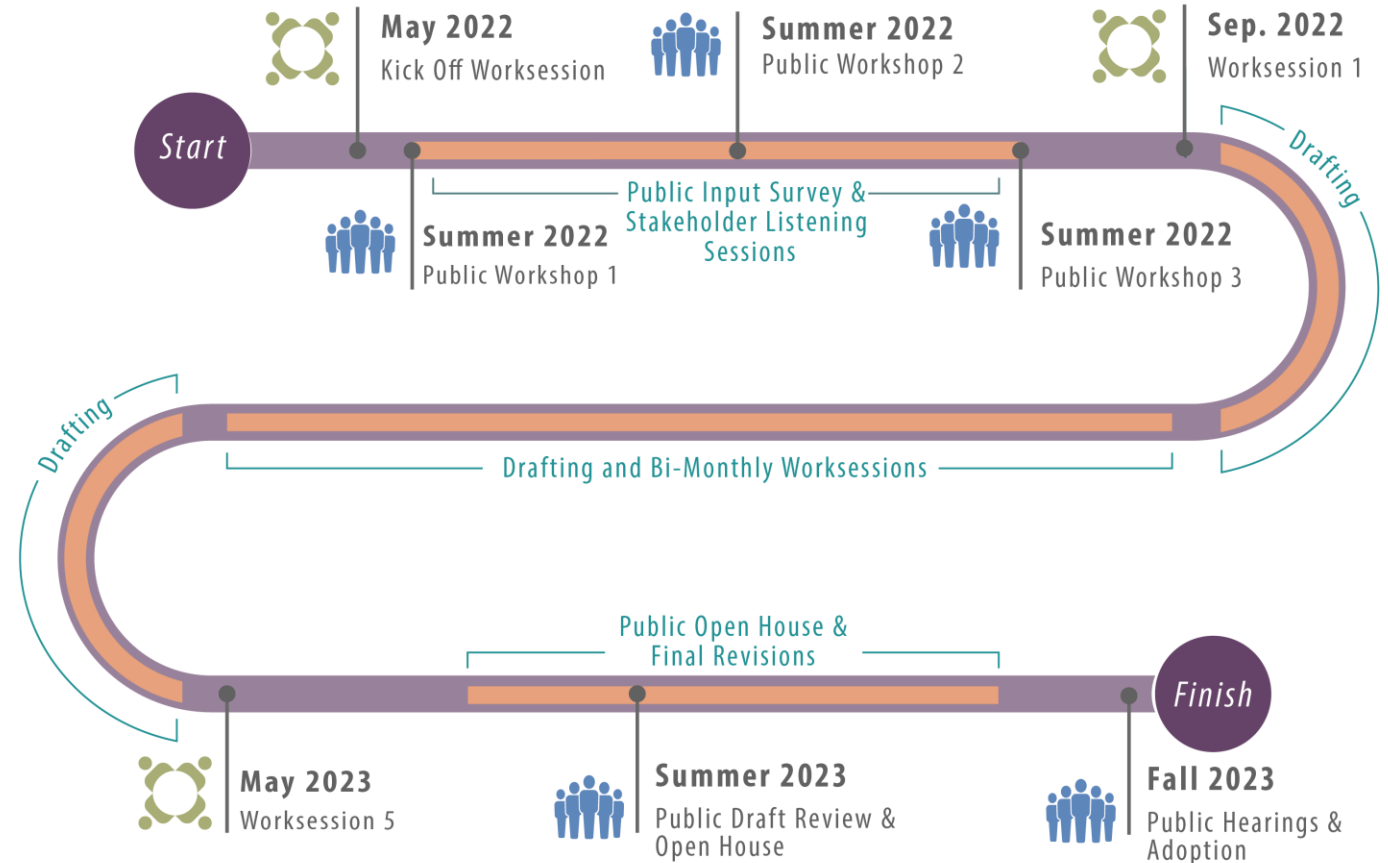 May 2022
Kick Off Worksession
Summer 2022
Public Workshop 2
Sep. 2022
Worksession 1
Start
Drafting
Public Input Survey &
Stakeholder Listening
Sessions
Summer 2022
Public Workshop 1
Summer 2022
Public Workshop 3
Drafting
Drafting and Bi-Monthly Worksessions
Public Open House &
Final Revisions
Finish
May 2023
Worksession 5
Summer 2023
Public Draft Review &
Open House
Fall 2023
Public Hearings &
Adoption